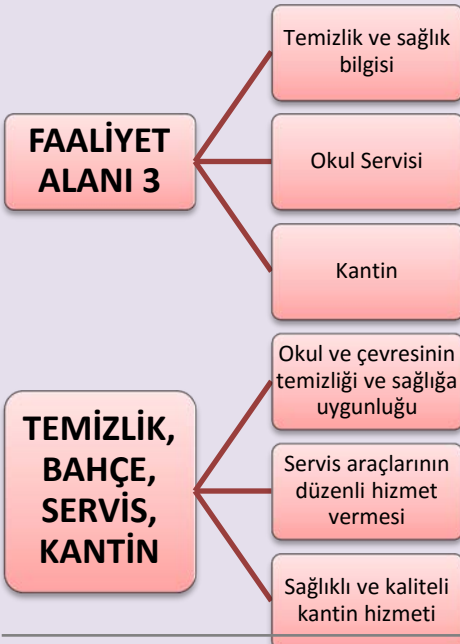 Temizlik ve sağlık
bilgisi
FAALİYET
ALANI 3
Okul Servisi
Kantin
Okul ve çevresinin
temizliği ve sağlığa
uygunluğu
TEMİZLİK,
BAHÇE,
SERVİS,
KANTİN
Servis araçlarının
düzenli hizmet
vermesi
Sağlıklı ve kaliteli
kantin hizmeti